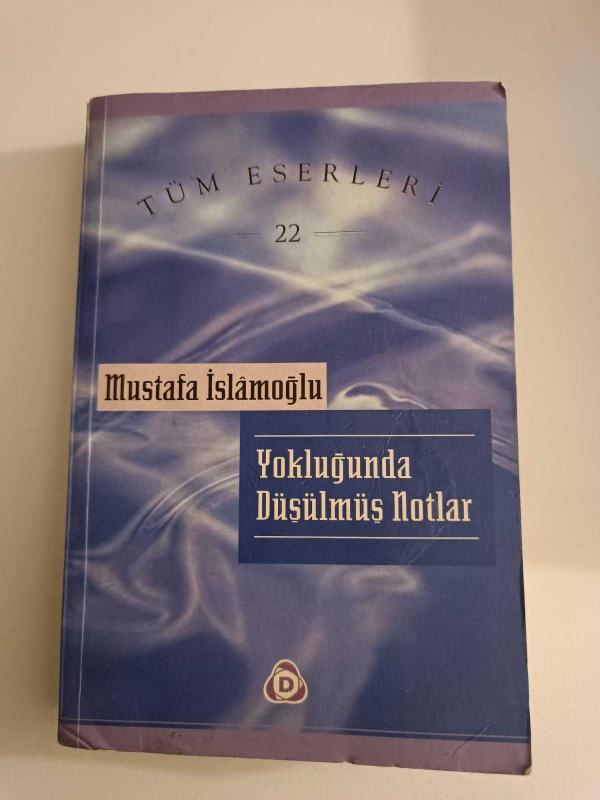 TÜM ESERLERİ
22
Mustafa İslâmoğlu
Yokluğunda
Düşülmüş Notlar
D